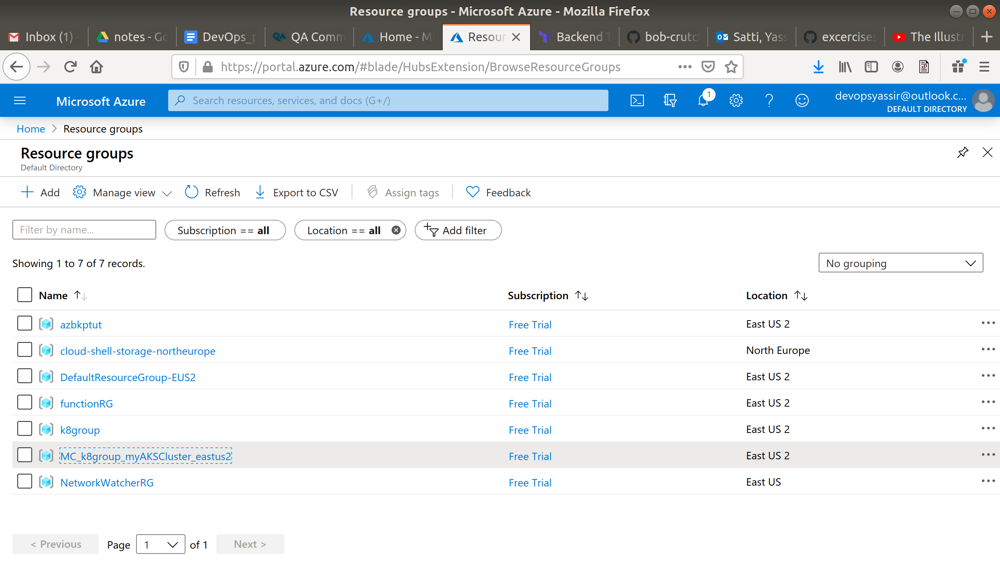 Resource groups - Microsoft Azure - Mozilla Firefox
Inbox (1) -
notes - Go
DevOps_p
QA Comm
Home - Mi
Resour
Backend T
bob-crutc
Satti, Yass
excercises
The Illustr
https://portal.azure.com/#blade/HubsExtension/BrowseResourceGroups
Microsoft Azure
Search resources, services, and docs (G+/)
1
devopsyassir@outlook.c...
DEFAULT DIRECTORY
Home > Resource groups
Resource groups
Default Directory
Add
Manage view
Refresh
Export to CSV
Assign tags
Feedback
Filter by name...
Subscription == all
Location == all
Add filter
Showing 1 to 7 of 7 records.
No grouping
Name Subscription Location
azbkptut Free Trial East US 2
cloud-shell-storage-northeurope Free Trial North Europe
DefaultResourceGroup-EUS2 Free Trial East US 2
functionRG Free Trial East US 2
k8group Free Trial East US 2
MC_k8group_myAKSCluster_eastus2 Free Trial East US 2
NetworkWatcherRG Free Trial East US
< Previous Page 1 of 1 Next >